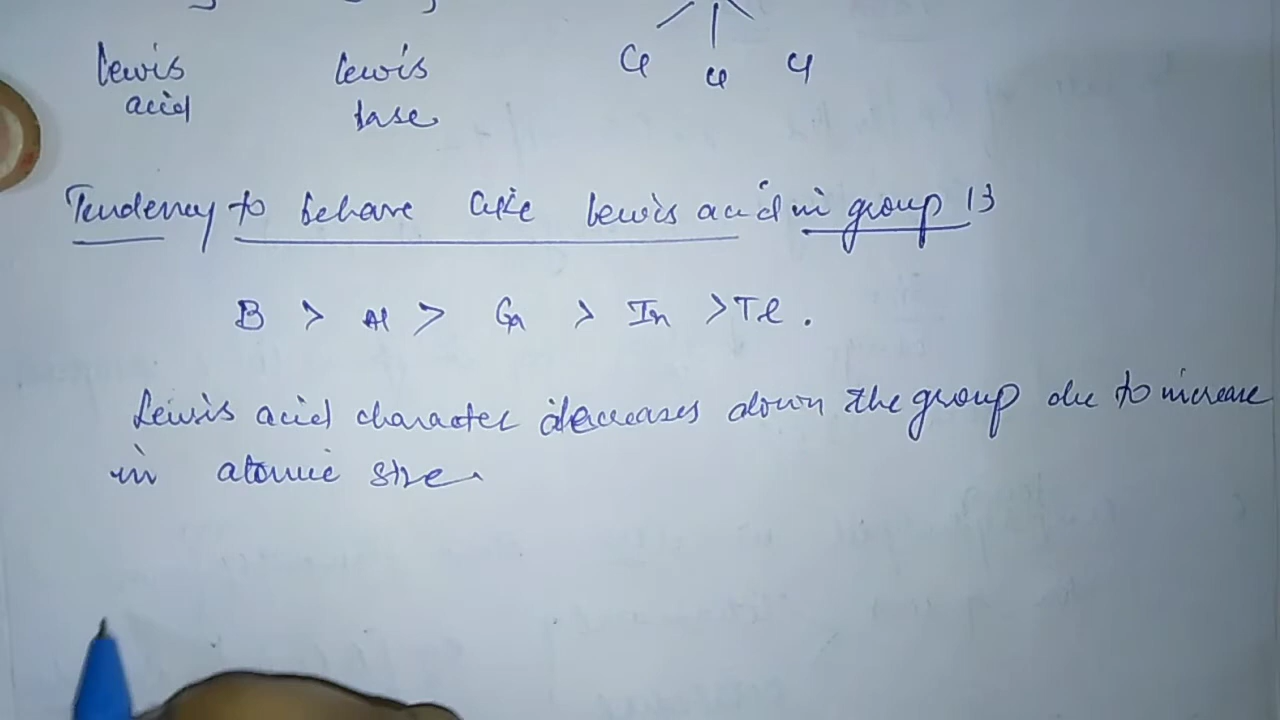 Cl Cl Cl
Lewis Lewis
acid base
Tendency to behave like Lewis acid in group 13
B > Al > Ga > In > Tl.
Lewis acid character decreases down the group due to increase
in atomic size